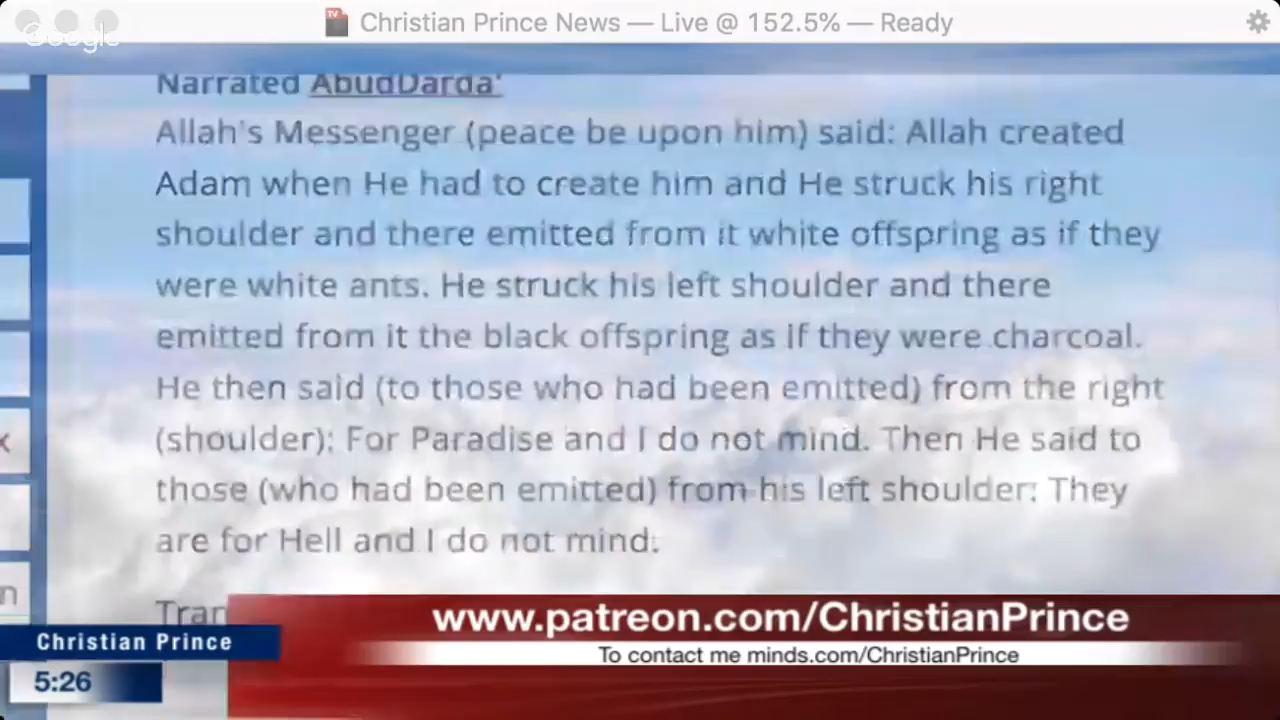 Christian Prince News — Live @ 152.5% — Ready
Google
Narrated AbudDarda'
Allah's Messenger (peace be upon him) said: Allah created
Adam when He had to create him and He struck his right
shoulder and there emitted from it white offspring as if they
were white ants. He struck his left shoulder and there
emitted from it the black offspring as if they were charcoal.
He then said (to those who had been emitted) from the right
(shoulder): For Paradise and I do not mind. Then He said to
those (who had been emitted) from his left shoulder: They
are for Hell and I do not mind.
Tran
www.patreon.com/ChristianPrince
To contact me minds.com/ChristianPrince
Christian Prince
5:26